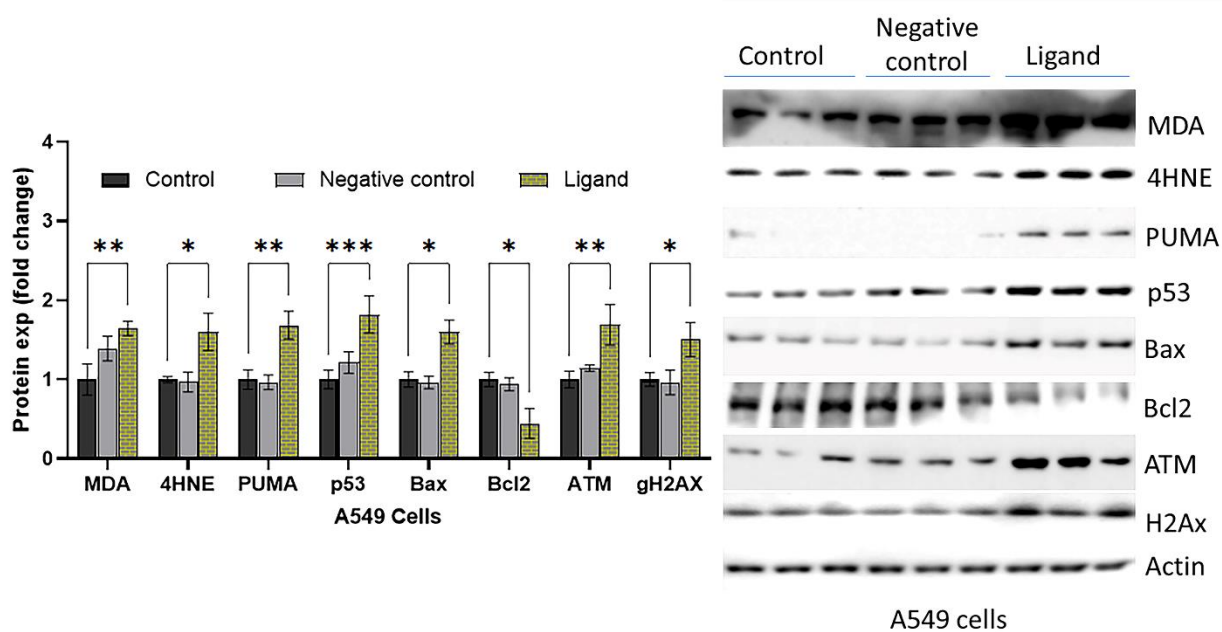 4
3
2
1
0
Protein exp (fold change)
Control Negative control Ligand
** * ** *** * * ** *
MDA 4HNE PUMA p53 Bax Bcl2 ATM gH2AX
A549 Cells
Negative
Control control Ligand
MDA
4HNE
PUMA
p53
Bax
Bcl2
ATM
H2Ax
Actin
A549 cells